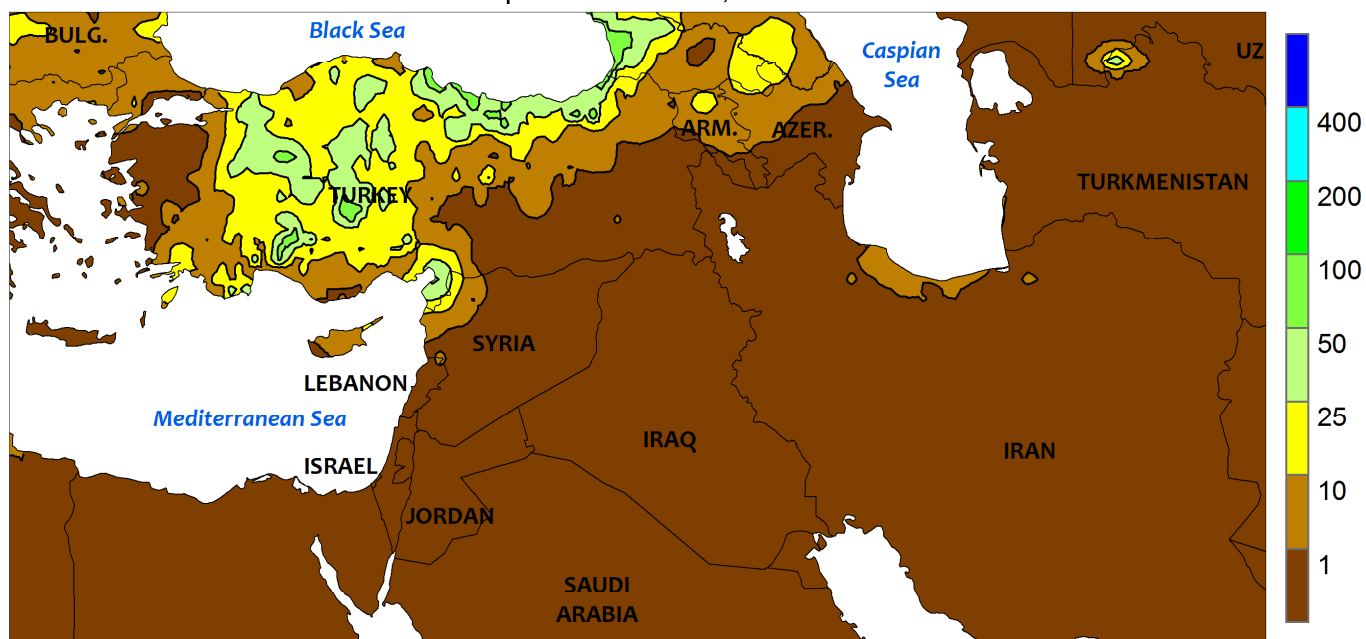 Black Sea
BULG.
Caspian
Sea
UZ
400
ARM.
AZER.
TURKEY
TURKMENISTAN
200
100
SYRIA
50
LEBANON
Mediterranean Sea
25
IRAQ
IRAN
ISRAEL
10
JORDAN
1
SAUDI
ARABIA